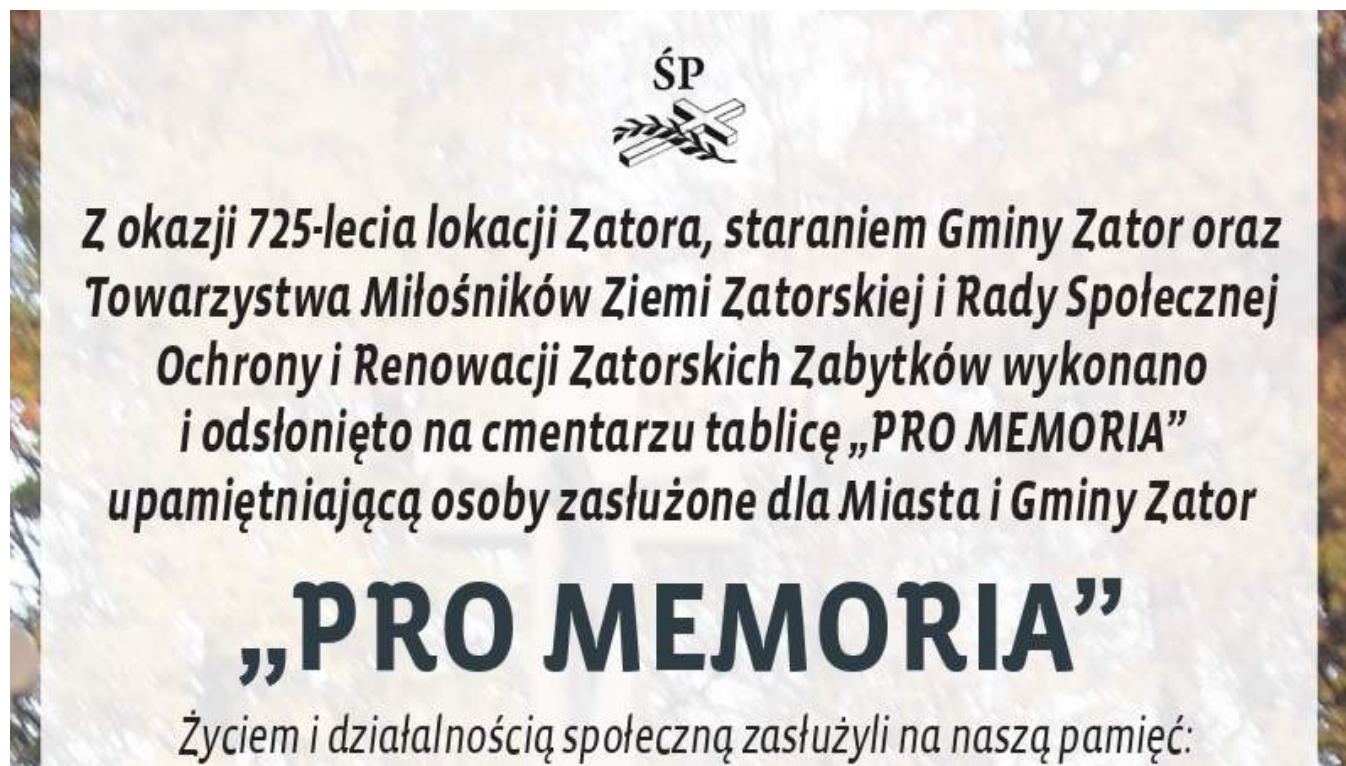 ŚP
Z okazji 725-lecia lokacji Zatora, staraniem Gminy Zator oraz
Towarzystwa Miłośników Ziemi Zatorskiej i Rady Społecznej
Ochrony i Renowacji Zatorskich Zabytków wykonano
i odsłonięto na cmentarzu tablicę „PRO MEMORIA”
upamiętniającą osoby zasłużone dla Miasta i Gminy Zator
„PRO MEMORIA”
Życiem i działalnością społeczną zasłużyli na naszą pamięć: